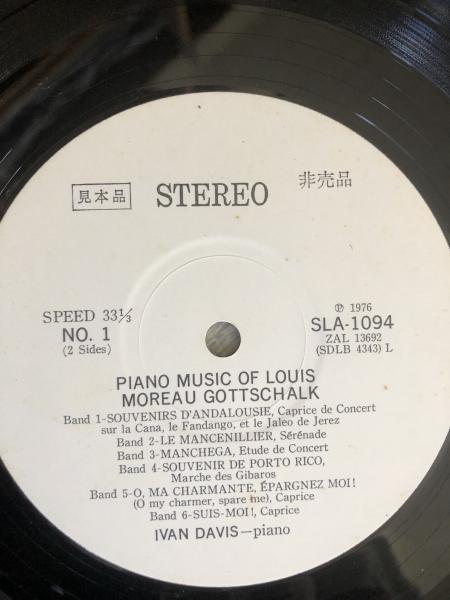 見本品 STEREO 非売品
SPEED 33⅓ ℗ 1976
NO. 1 SLA-1094
(2 Sides) ZAL 13692
(SDLB 4343) L
PIANO MUSIC OF LOUIS
MOREAU GOTTSCHALK
Band 1-SOUVENIRS D'ANDALOUSIE, Caprice de Concert
sur la Cana, le Fandango, et le Jaleo de Jerez
Band 2-LE MANCENILLIER, Sérénade
Band 3-MANCHEGA, Etude de Concert
Band 4-SOUVENIR DE PORTO RICO,
Marche des Gibaros
Band 5-O, MA CHARMANTE, ÉPARGNEZ MOI!
(O my charmer, spare me), Caprice
Band 6-SUIS-MOI!, Caprice
IVAN DAVIS—piano